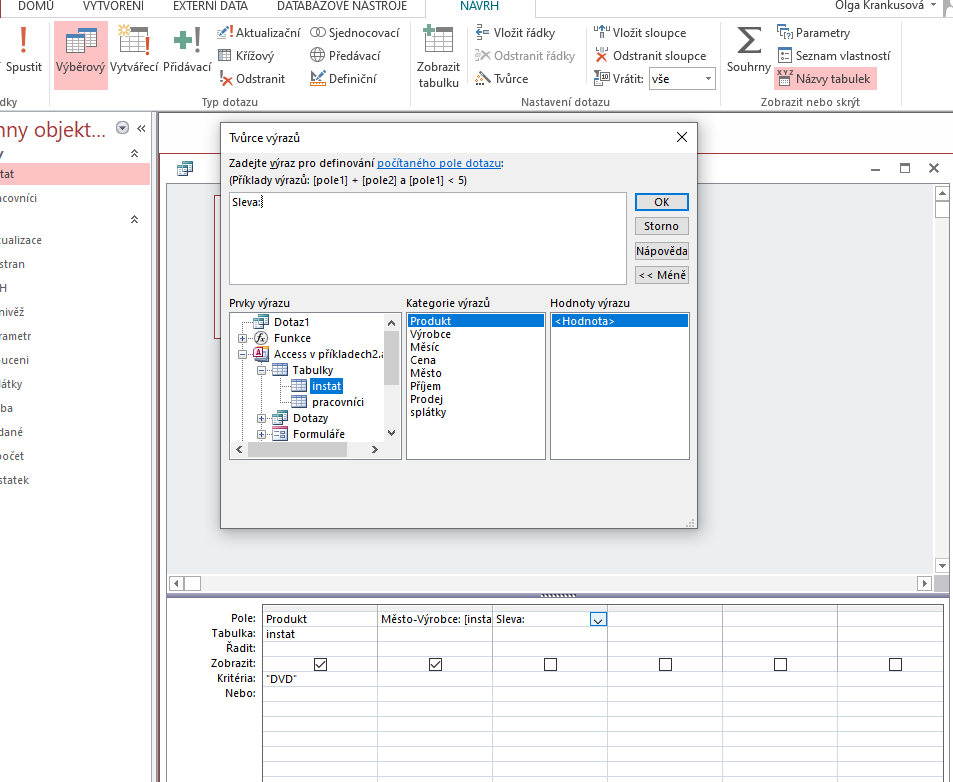 DOMŮ VYTVOŘENÍ EXTERNÍ DATA DATABÁZOVÉ NÁSTROJE NÁVRH Olga Krankusová
Spustit Výběrový Vytvářecí Přidávací
Aktualizační
Křížový
Odstranit
Sjednocovací
Předávací
Definiční
Typ dotazu
Zobrazit
tabulku
Vložit řádky
Odstranit řádky
Tvůrce
Vložit sloupce
Odstranit sloupce
Vrátit: vše
Nastavení dotazu
Souhrny
Parametry
Seznam vlastností
XYZ
Názvy tabulek
Zobrazit nebo skrýt
dky
nny objekt... «
y
tat
covníci
tualizace
stran
H
nivěž
rametr
oučeni
látky
ba
dané
počet
statek
Tvůrce výrazů
Zadejte výraz pro definování počítaného pole dotazu:
(Příklady výrazů: [pole1] + [pole2] a [pole1] < 5)
Sleva:
OK
Storno
Nápověda
<< Méně
Prvky výrazu
Dotaz1
Funkce
Access v příkladech2.a
Tabulky
instat
pracovníci
Dotazy
Formuláře
Kategorie výrazů
Produkt
Výrobce
Měsíc
Cena
Město
Příjem
Prodej
splátky
Hodnoty výrazu
<Hodnota>
Pole: Produkt Město-Výrobce: [insta Sleva:
Tabulka: instat
Řadit:
Zobrazit:
Kritéria: "DVD"
Nebo: